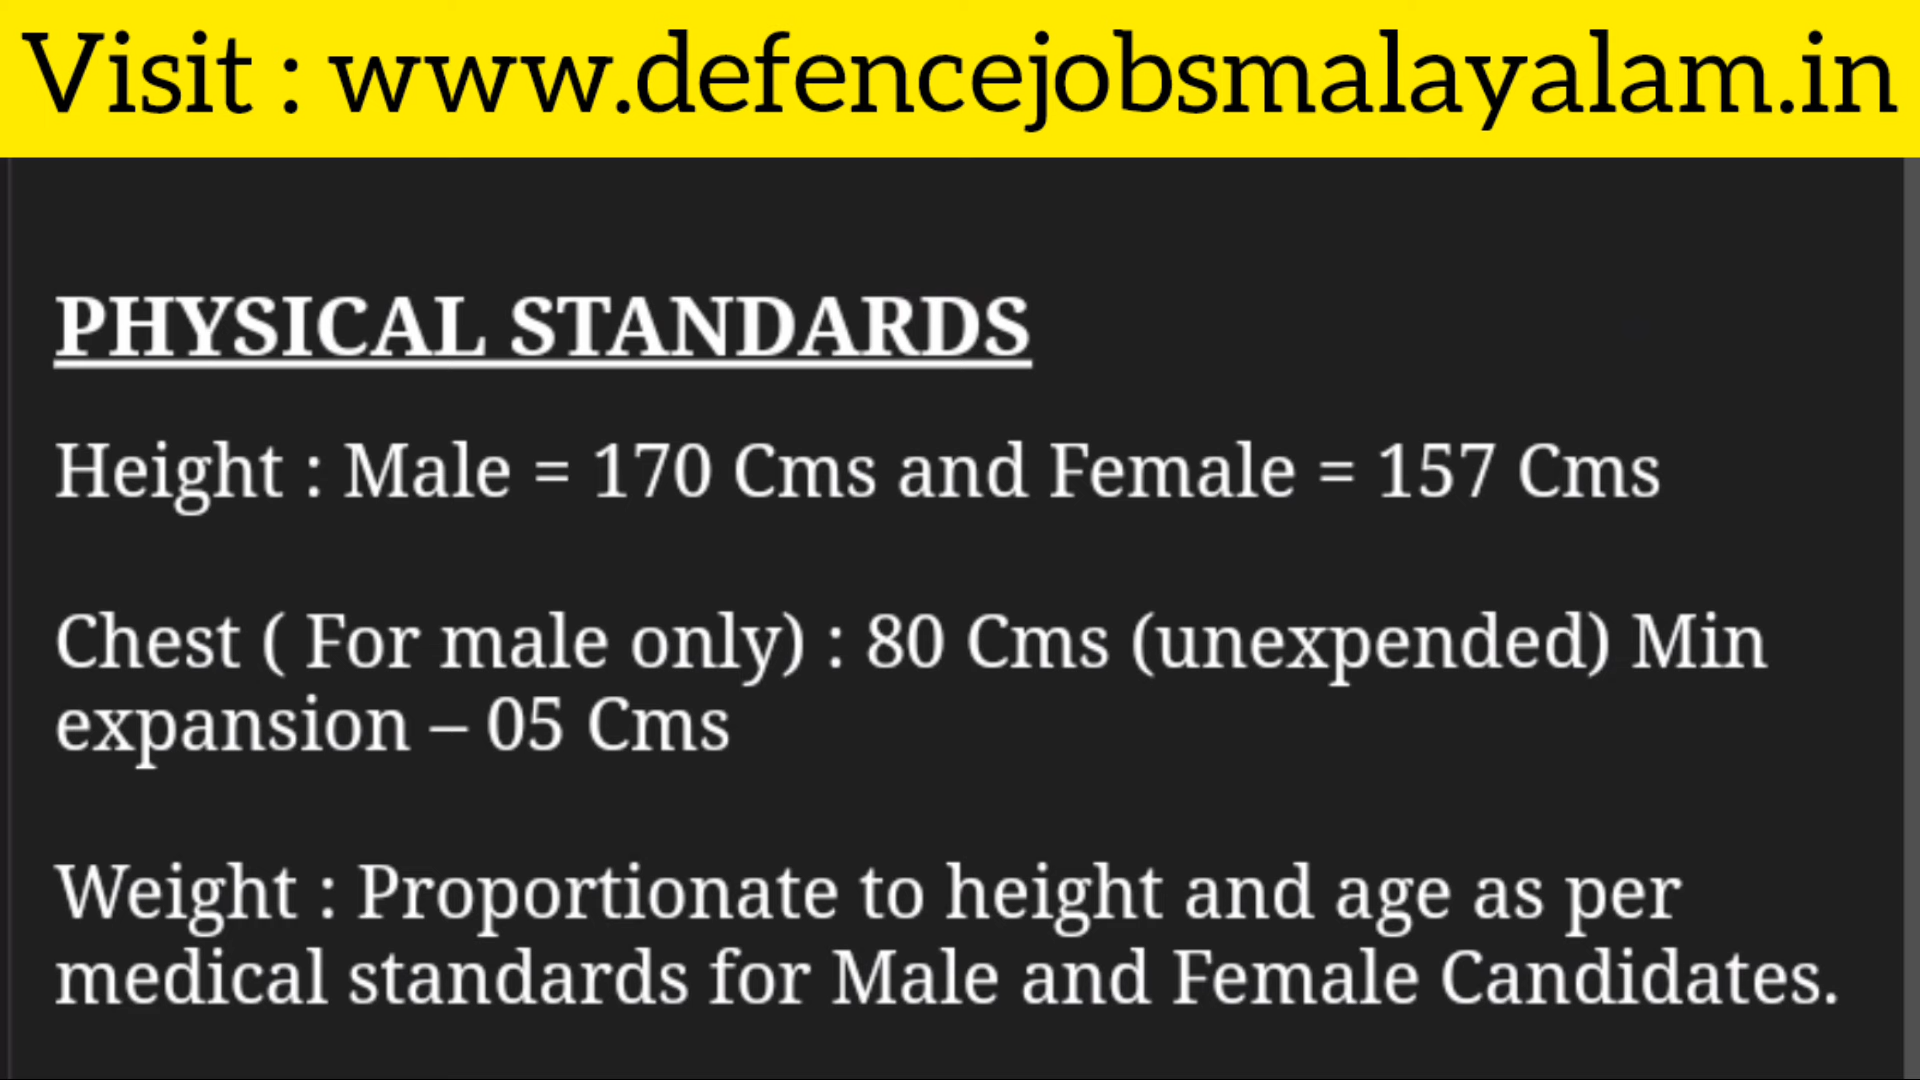 Visit : www.defencejobsmalayalam.in
PHYSICAL STANDARDS
Height : Male = 170 Cms and Female = 157 Cms
Chest ( For male only) : 80 Cms (unexpended) Min
expansion – 05 Cms
Weight : Proportionate to height and age as per
medical standards for Male and Female Candidates.